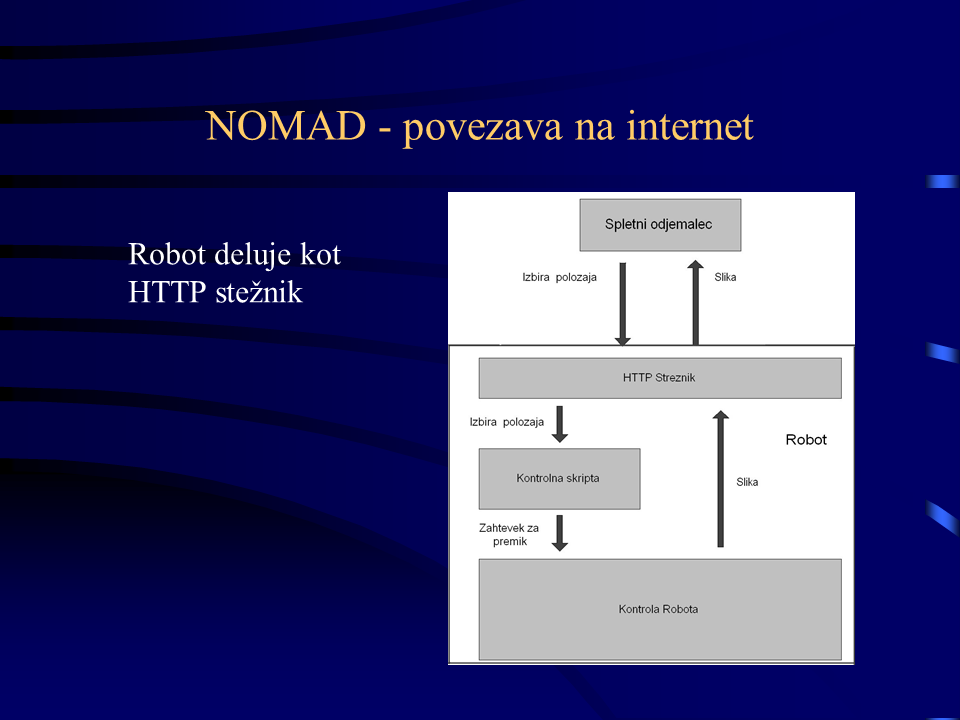 NOMAD - povezava na internet
Robot deluje kot
HTTP stežnik
Spletni odjemalec
Izbira polozaja
Slika
HTTP Streznik
Izbira polozaja
Robot
Kontrolna skripta
Slika
Zahtevek za
premik
Kontrola Robota